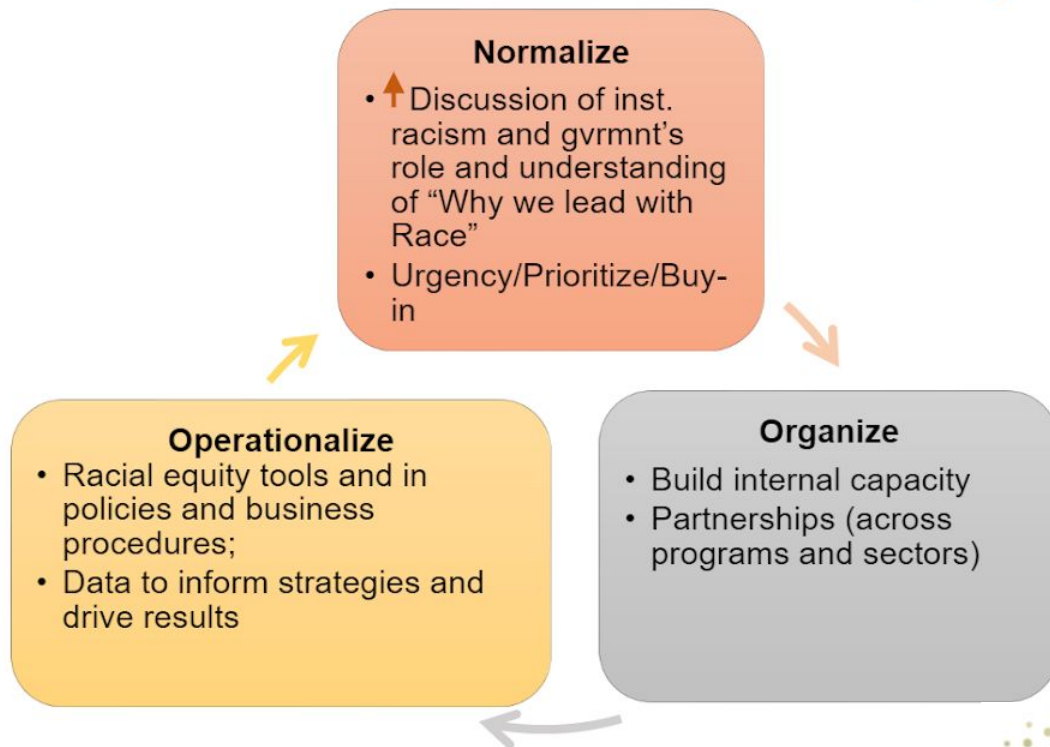 Normalize
• Discussion of inst.
racism and gvrmnt’s
role and understanding
of “Why we lead with
Race”
• Urgency/Prioritize/Buy-
in
Operationalize
• Racial equity tools and in
policies and business
procedures;
• Data to inform strategies and
drive results
Organize
• Build internal capacity
• Partnerships (across
programs and sectors)